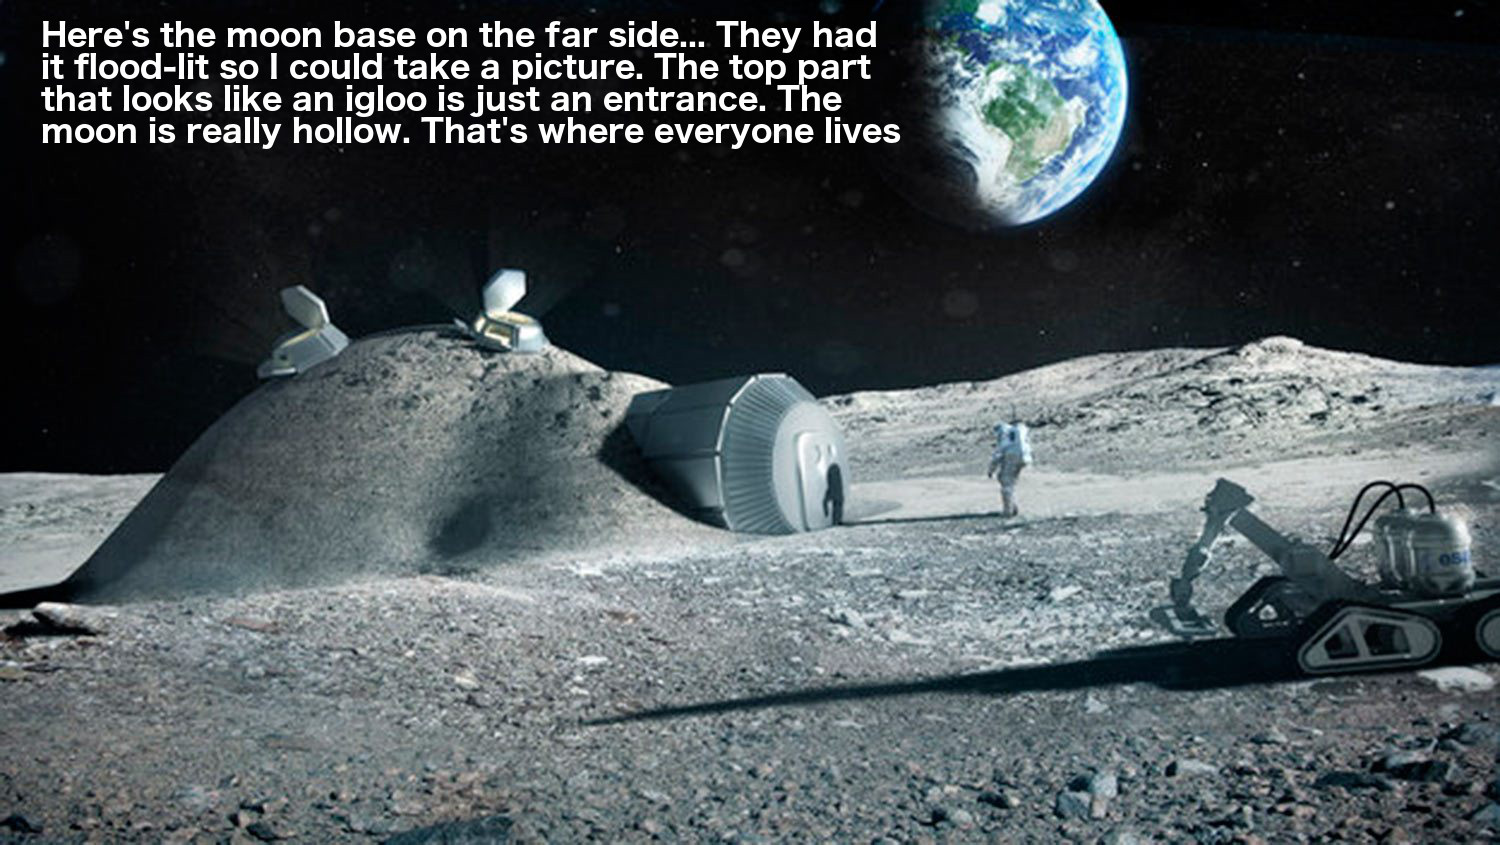 Here's the moon base on the far side... They had
it flood-lit so I could take a picture. The top part
that looks like an igloo is just an entrance. The
moon is really hollow. That's where everyone lives
esa